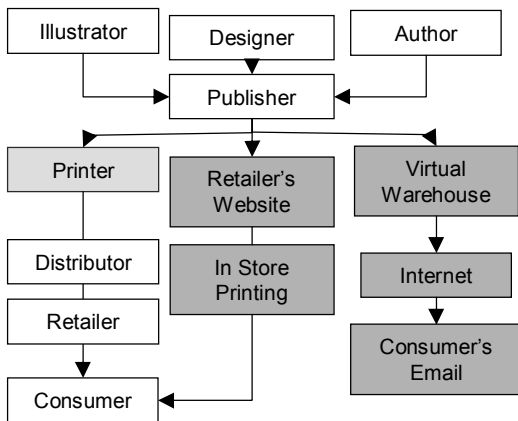 Illustrator
Designer
Author
Publisher
Printer
Retailer's
Website
Virtual
Warehouse
Distributor
In Store
Printing
Internet
Retailer
Consumer's
Email
Consumer